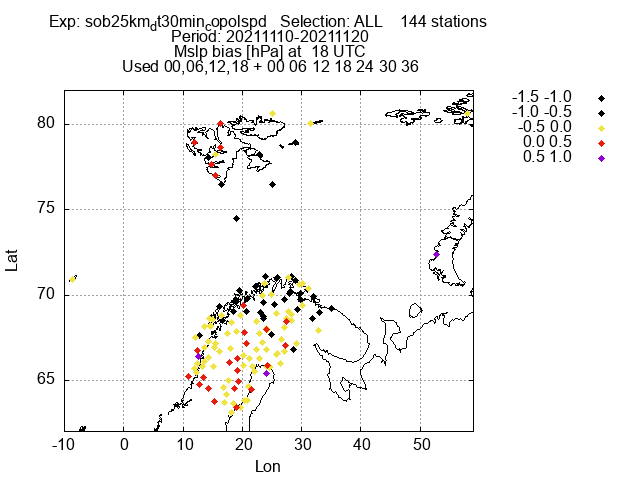 Exp: sob25km_dt30min_copolspd   Selection: ALL    144 stations
Period: 20211110-20211120
Mslp bias [hPa] at  18 UTC
Used 00,06,12,18 + 00 06 12 18 24 30 36
-1.5 -1.0
-1.0 -0.5
-0.5 0.0
0.0 0.5
0.5 1.0
80
75
70
65
Lat
-10 0 10 20 30 40 50
Lon